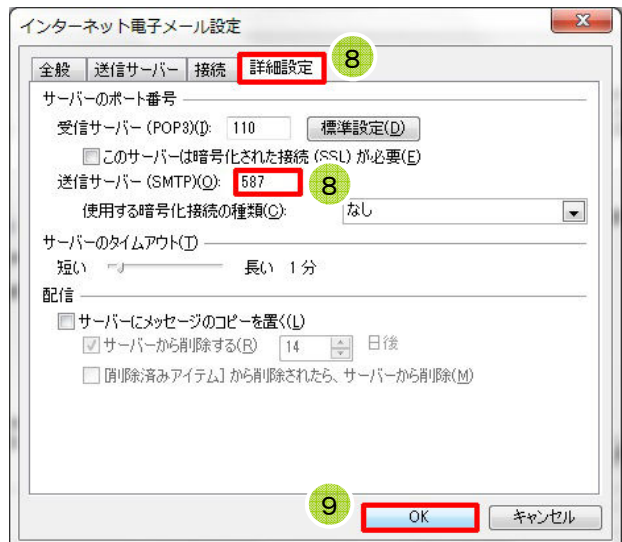 インターネット電子メール設定
全般 送信サーバー 接続 詳細設定 8
サーバーのポート番号
受信サーバー (POP3)(I): 110 標準設定(D)
このサーバーは暗号化された接続 (SSL) が必要(E)
送信サーバー (SMTP)(O): 587 8
使用する暗号化接続の種類(C): なし
サーバーのタイムアウト(T)
短い 長い 1 分
配信
サーバーにメッセージのコピーを置く(L)
サーバーから削除する(R) 14 日後
[削除済みアイテム] から削除されたら、サーバーから削除(M)
9 OK キャンセル